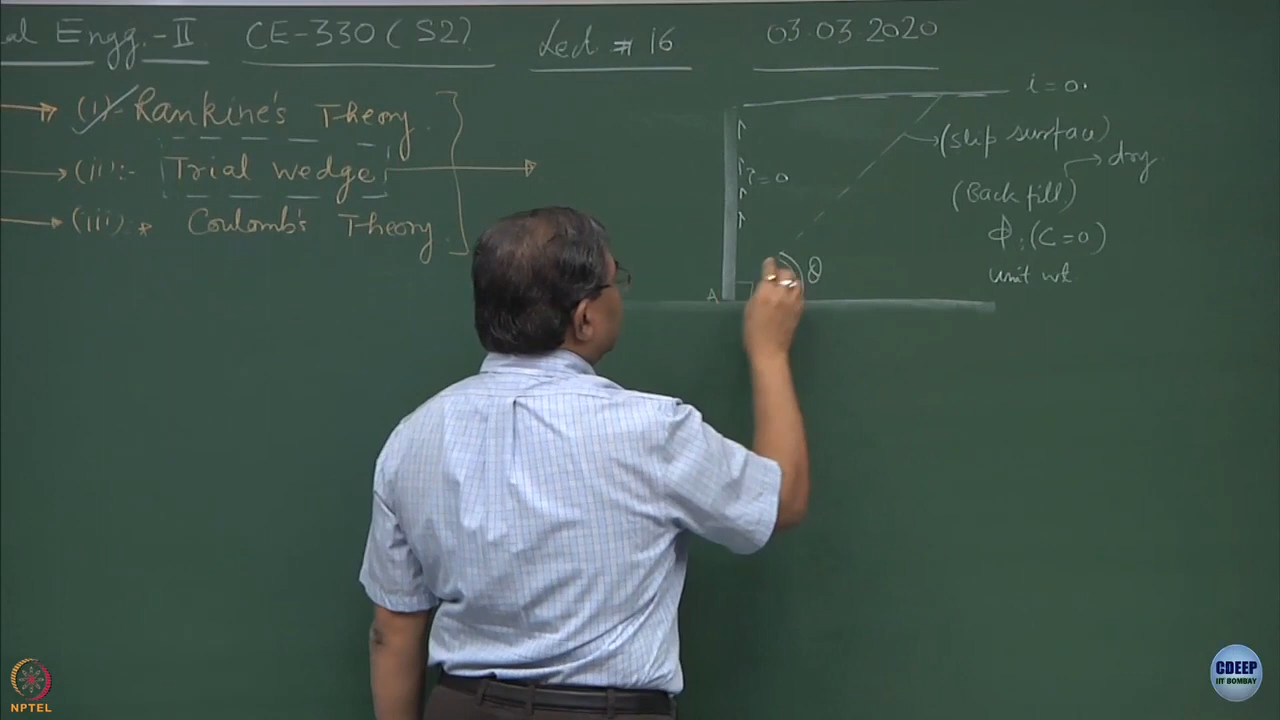 al Engg.-II CE-330 (S2) Lect # 16 03.03.2020
(i)- Rankine's Theory
(ii):- Trial wedge
(iii): * Coulomb's Theory
i=0.
(slip surface)
dry
τ=0
(Back fill)
φ: (C=0)
unit wt
θ
A
NPTEL
CDEEP
IIT BOMBAY